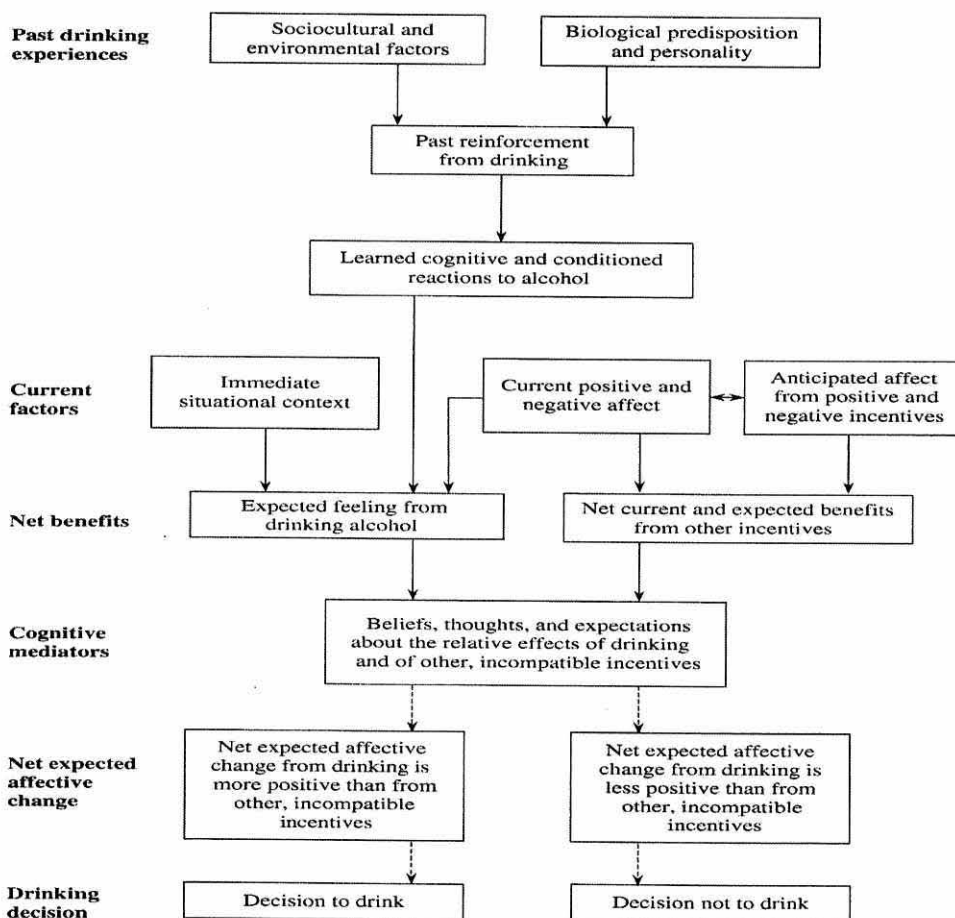 Past drinking
experiences
Sociocultural and
environmental factors
Biological predisposition
and personality
Past reinforcement
from drinking
Learned cognitive and conditioned
reactions to alcohol
Current
factors
Immediate
situational context
Current positive and
negative affect
Anticipated affect
from positive and
negative incentives
Net benefits
Expected feeling from
drinking alcohol
Net current and expected benefits
from other incentives
Cognitive
mediators
Beliefs, thoughts, and expectations
about the relative effects of drinking
and of other, incompatible incentives
Net expected
affective
change
Net expected affective
change from drinking is
more positive than from
other, incompatible
incentives
Net expected affective
change from drinking is
less positive than from
other, incompatible
incentives
Drinking
decision
Decision to drink
Decision not to drink